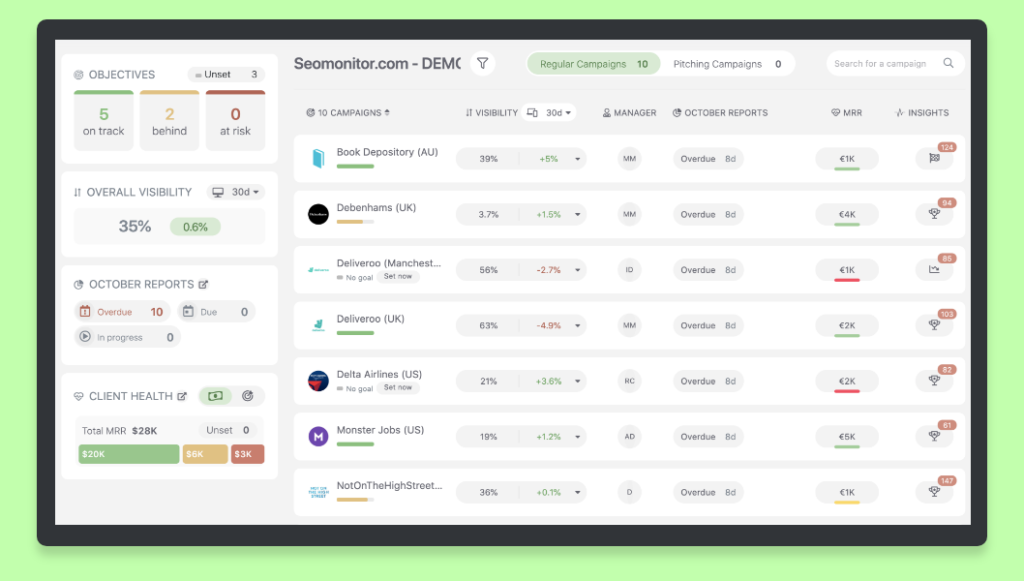 OBJECTIVES
Unset 3
5
on track
2
behind
0
at risk
OVERALL VISIBILITY
30d
35%
0.6%
OCTOBER REPORTS
Overdue 10
Due 0
In progress 0
CLIENT HEALTH
Total MRR $28K
Unset 0
$20K
$6K
$3K
Seomonitor.com - DEMO
Regular Campaigns 10
Pitching Campaigns 0
Search for a campaign
10 CAMPAIGNS
VISIBILITY
30d
MANAGER
OCTOBER REPORTS
MRR
INSIGHTS
Book Depository (AU)
39% +5%
MM
Overdue 8d
€1K
124
Debenhams (UK)
3.7% +1.5%
MM
Overdue 8d
€4K
94
Deliveroo (Manchest...
No goal Set now
56% -2.7%
ID
Overdue 8d
€1K
85
Deliveroo (UK)
63% -4.9%
MM
Overdue 8d
€2K
103
Delta Airlines (US)
No goal Set now
21% +3.6%
RC
Overdue 8d
€2K
82
M
Monster Jobs (US)
19% +1.2%
AD
Overdue 8d
€5K
81
NotOnTheHighStreet...
36% +0.1%
D
Overdue 8d
€1K
147